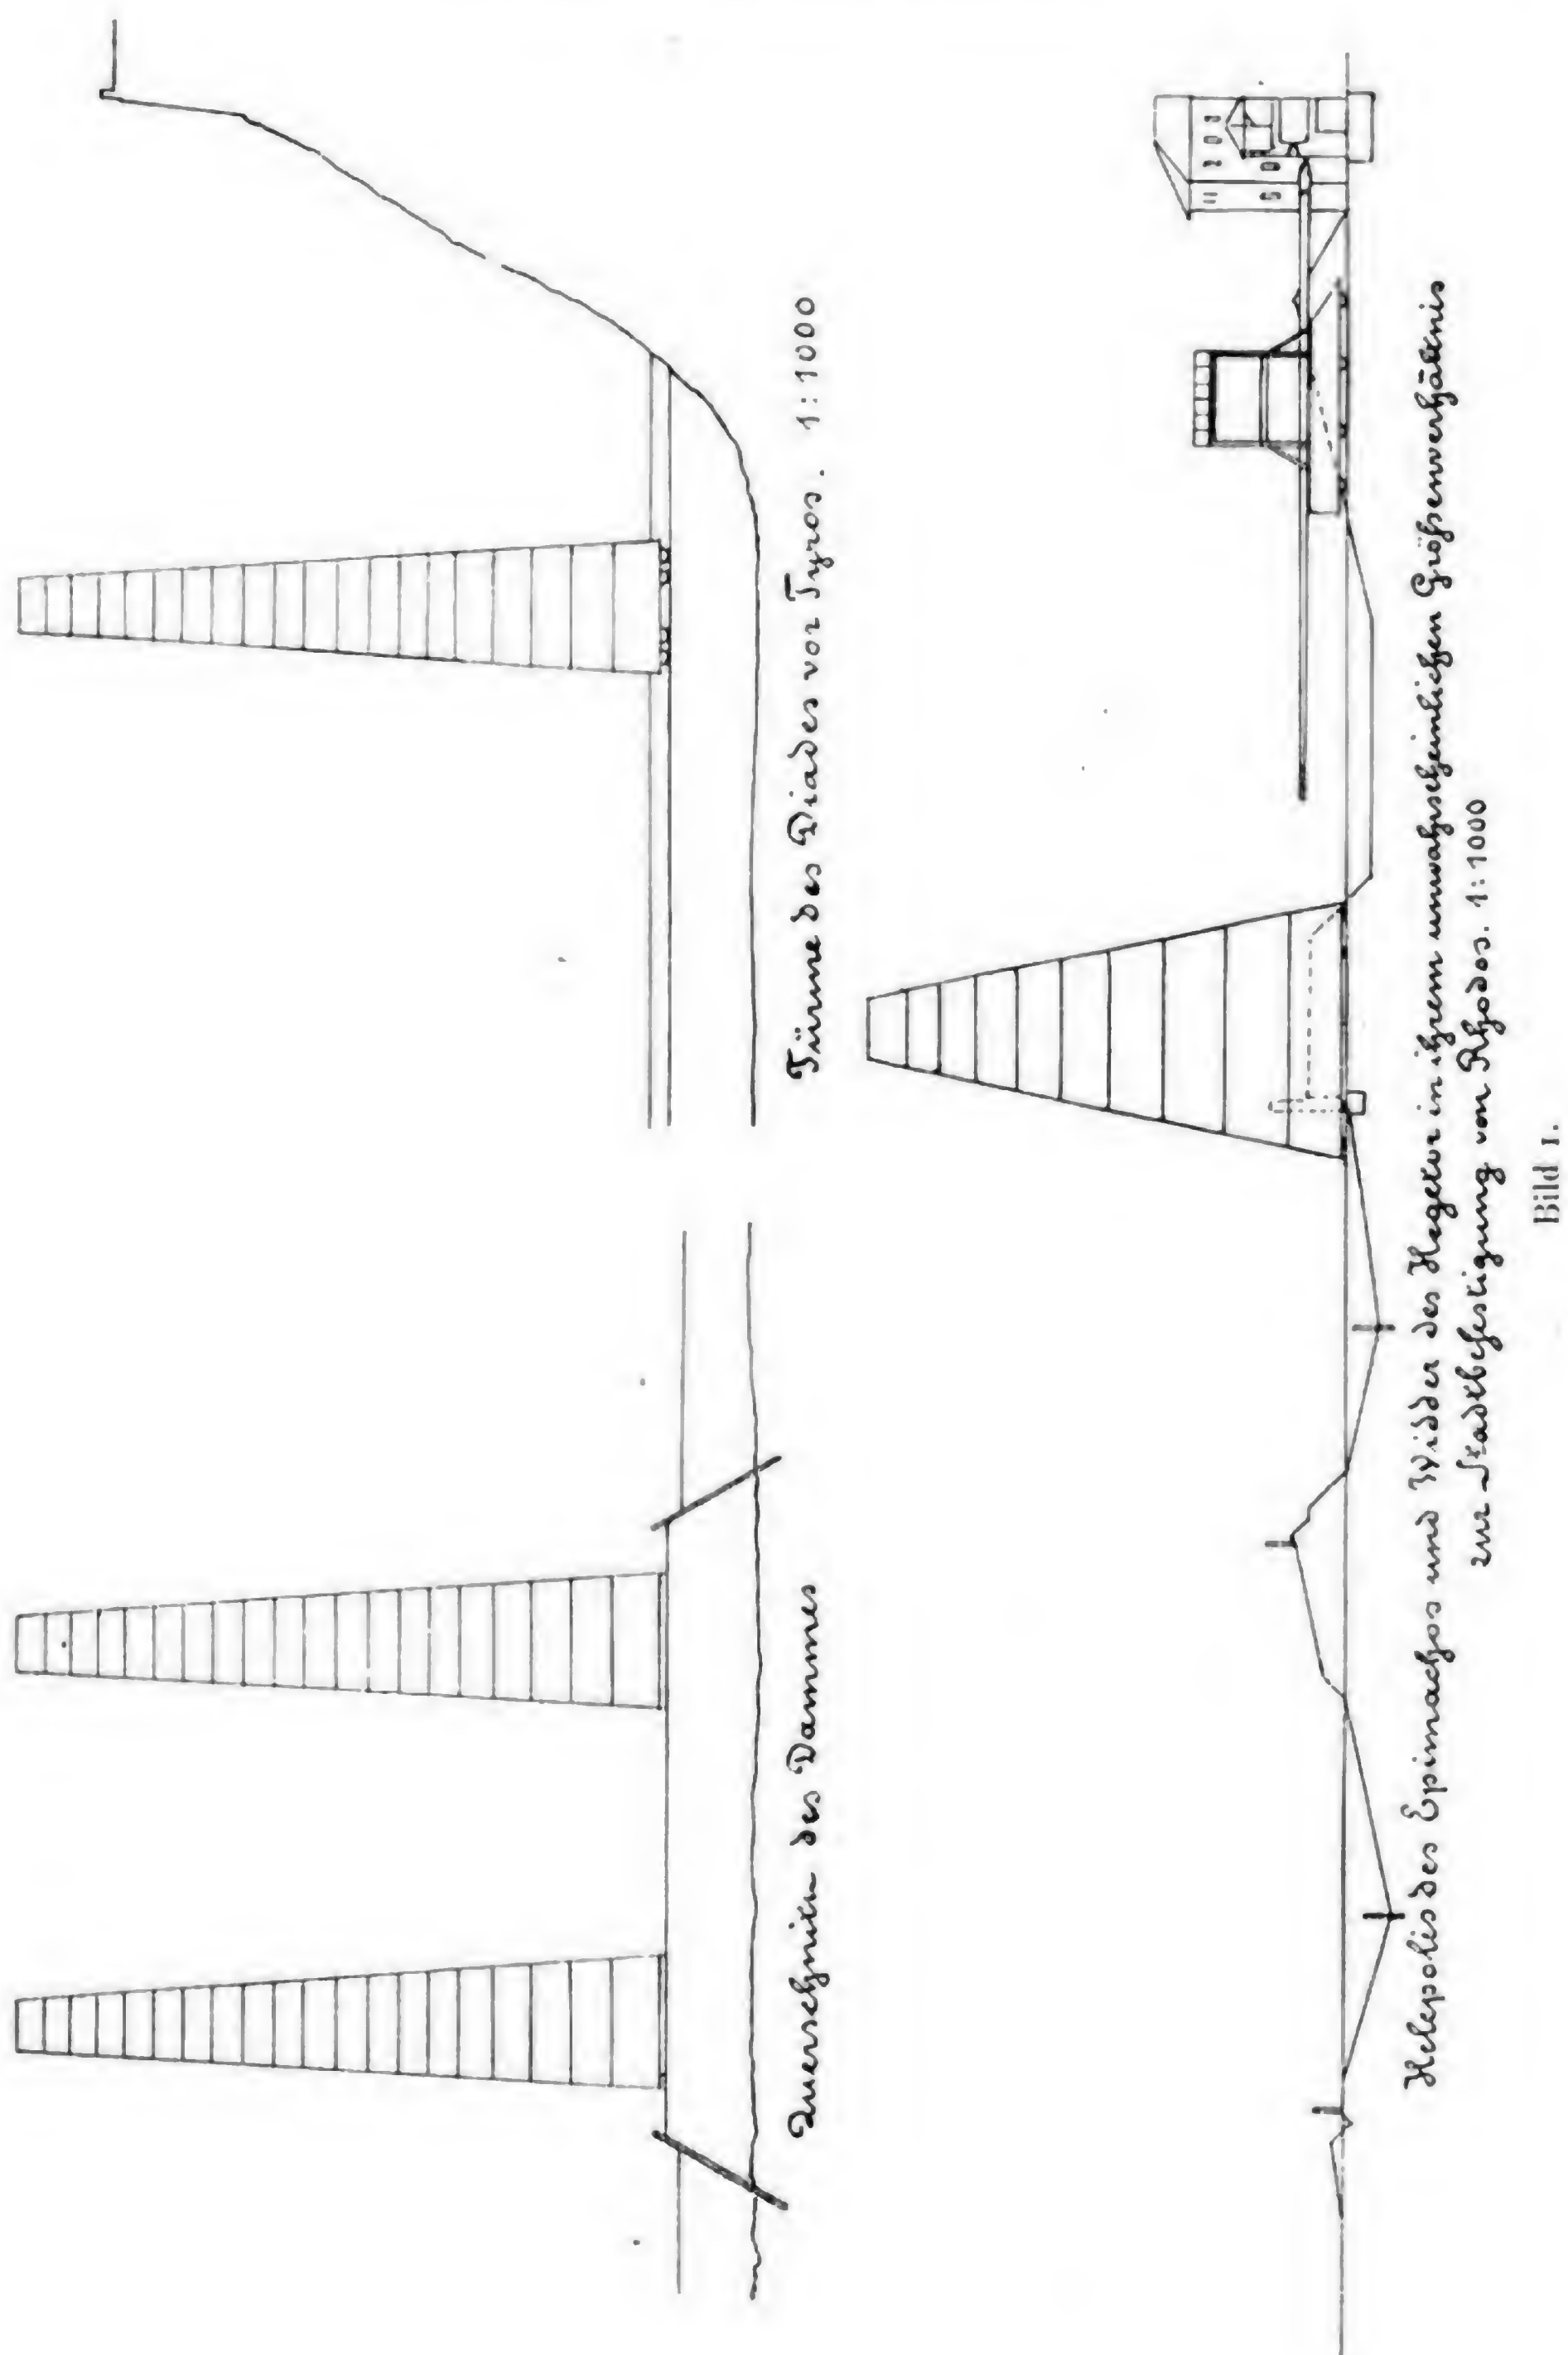 Querschnitt des Dammes
Türme des Diades vor Tyros. 1:1000
Helepolis des Epimachos und Widder des Hegetor in ihrem unwahrscheinlichen Größenverhältnis
zur Stadtbefestigung von Rhodos. 1:1000
Bild 1.